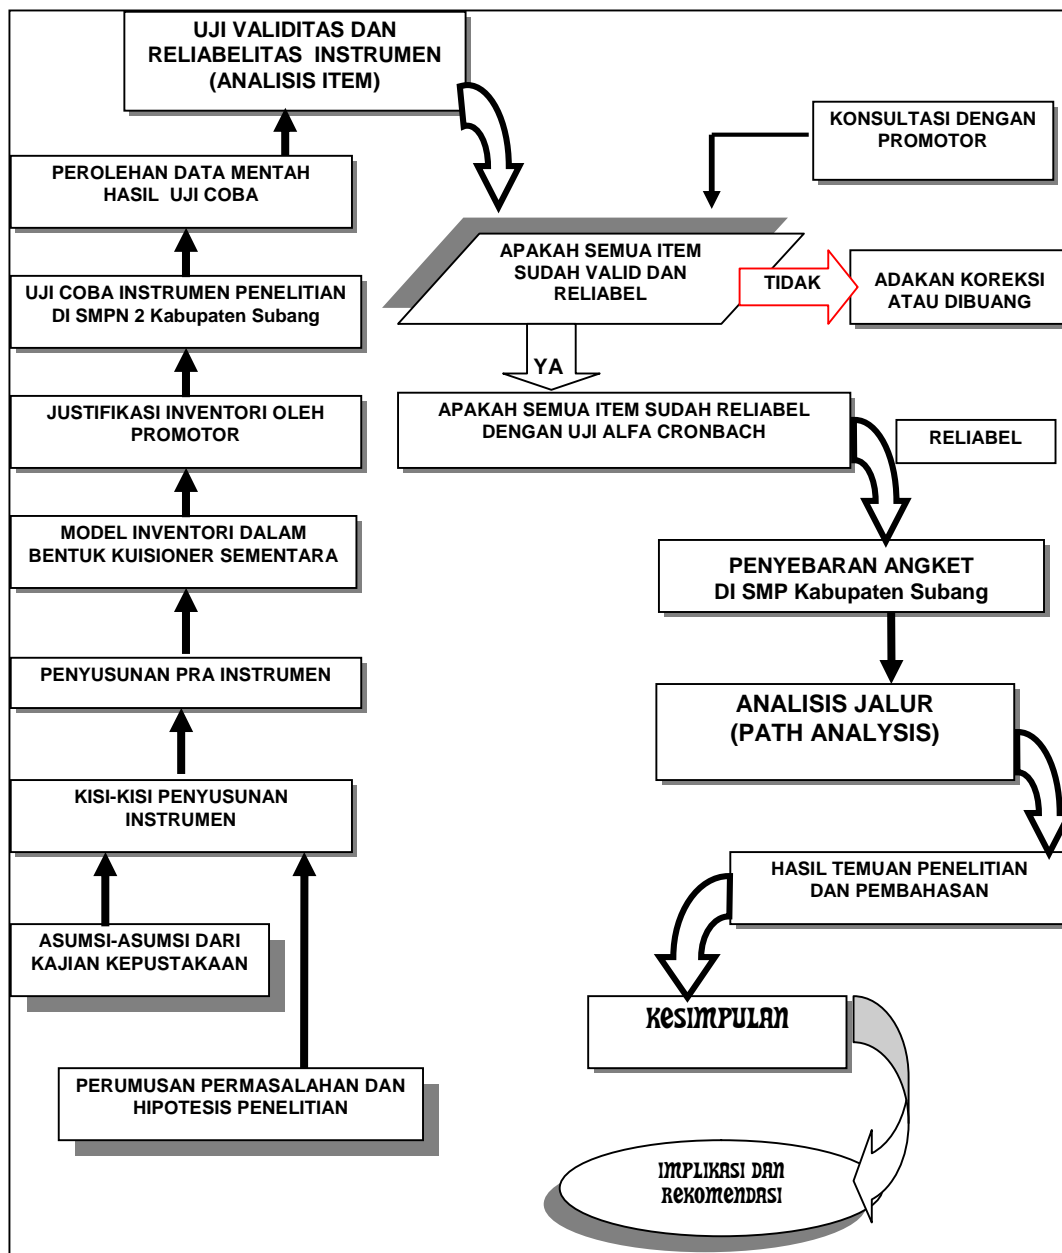 UJI VALIDITAS DAN
RELIABELITAS INSTRUMEN
(ANALISIS ITEM)
KONSULTASI DENGAN
PROMOTOR
PEROLEHAN DATA MENTAH
HASIL UJI COBA
APAKAH SEMUA ITEM
SUDAH VALID DAN
RELIABEL
TIDAK
ADAKAN KOREKSI
ATAU DIBUANG
UJI COBA INSTRUMEN PENELITIAN
DI SMPN 2 Kabupaten Subang
YA
JUSTIFIKASI INVENTORI OLEH
PROMOTOR
APAKAH SEMUA ITEM SUDAH RELIABEL
DENGAN UJI ALFA CRONBACH
RELIABEL
MODEL INVENTORI DALAM
BENTUK KUISIONER SEMENTARA
PENYEBARAN ANGKET
DI SMP Kabupaten Subang
PENYUSUNAN PRA INSTRUMEN
ANALISIS JALUR
(PATH ANALYSIS)
KISI-KISI PENYUSUNAN
INSTRUMEN
HASIL TEMUAN PENELITIAN
DAN PEMBAHASAN
ASUMSI-ASUMSI DARI
KAJIAN KEPUSTAKAAN
KESIMPULAN
PERUMUSAN PERMASALAHAN DAN
HIPOTESIS PENELITIAN
IMPLIKASI DAN
REKOMENDASI